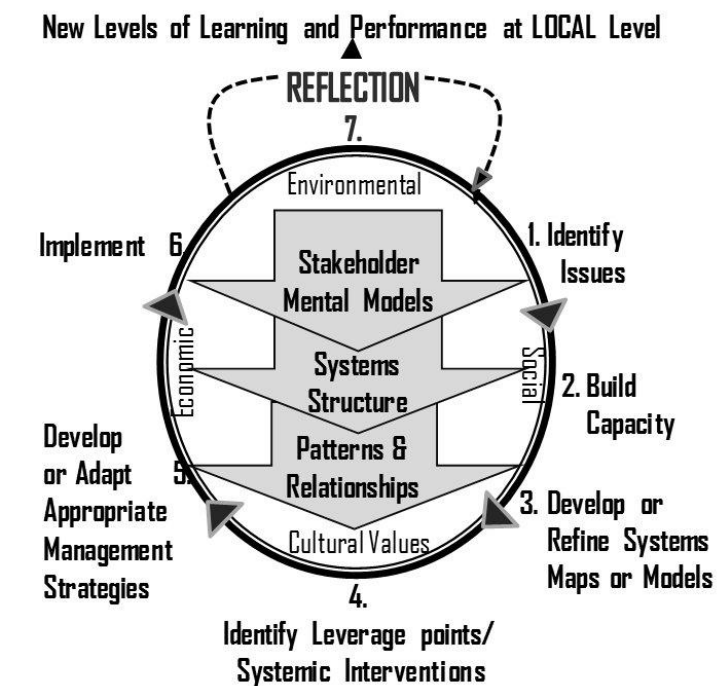 New Levels of Learning and Performance at LOCAL Level
REFLECTION
7.
Environmental
1. Identify
Issues
Implement 6.
Stakeholder
Mental Models
Economic
Social
Systems
Structure
2. Build
Capacity
Patterns &
Relationships
Develop
or Adapt 5.
Appropriate
Management
Strategies
3. Develop or
Refine Systems
Maps or Models
Cultural Values
4.
Identify Leverage points/
Systemic Interventions